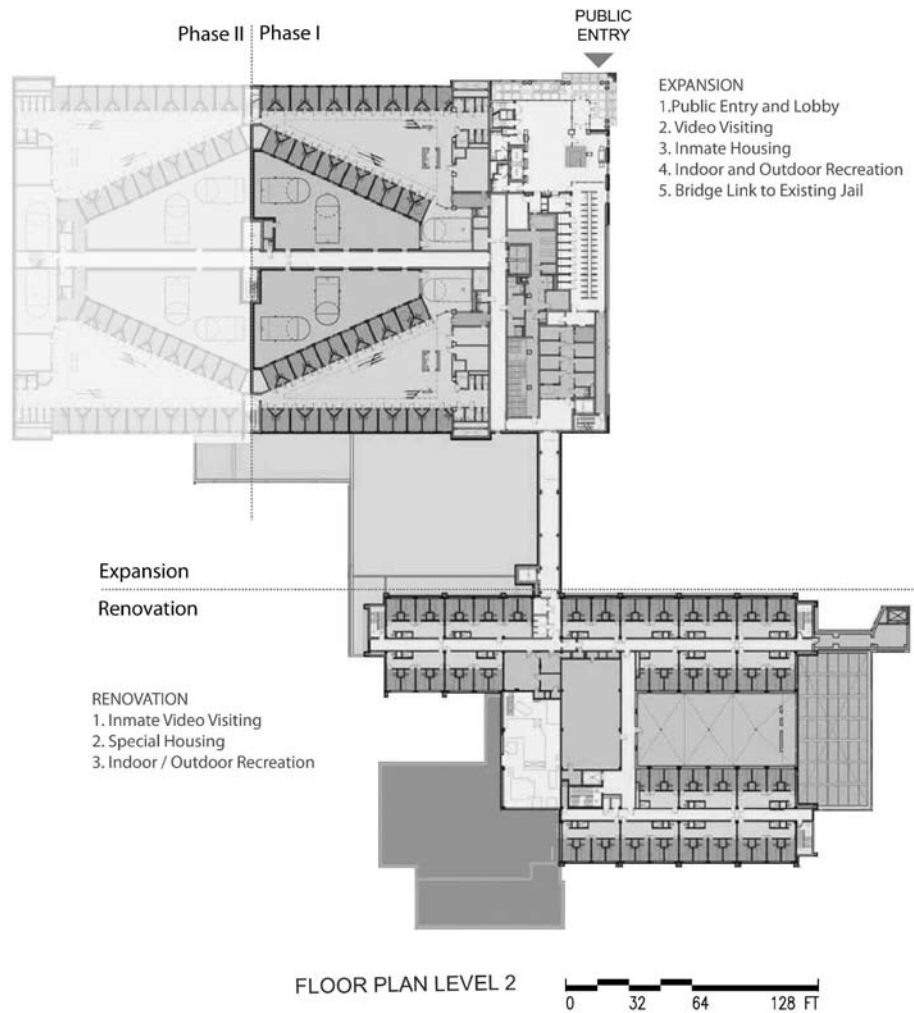 PUBLIC
ENTRY
Phase II
Phase I
EXPANSION
1.Public Entry and Lobby
2. Video Visiting
3. Inmate Housing
4. Indoor and Outdoor Recreation
5. Bridge Link to Existing Jail
Expansion
Renovation
RENOVATION
1. Inmate Video Visiting
2. Special Housing
3. Indoor / Outdoor Recreation
FLOOR PLAN LEVEL 2
0 32 64 128 FT